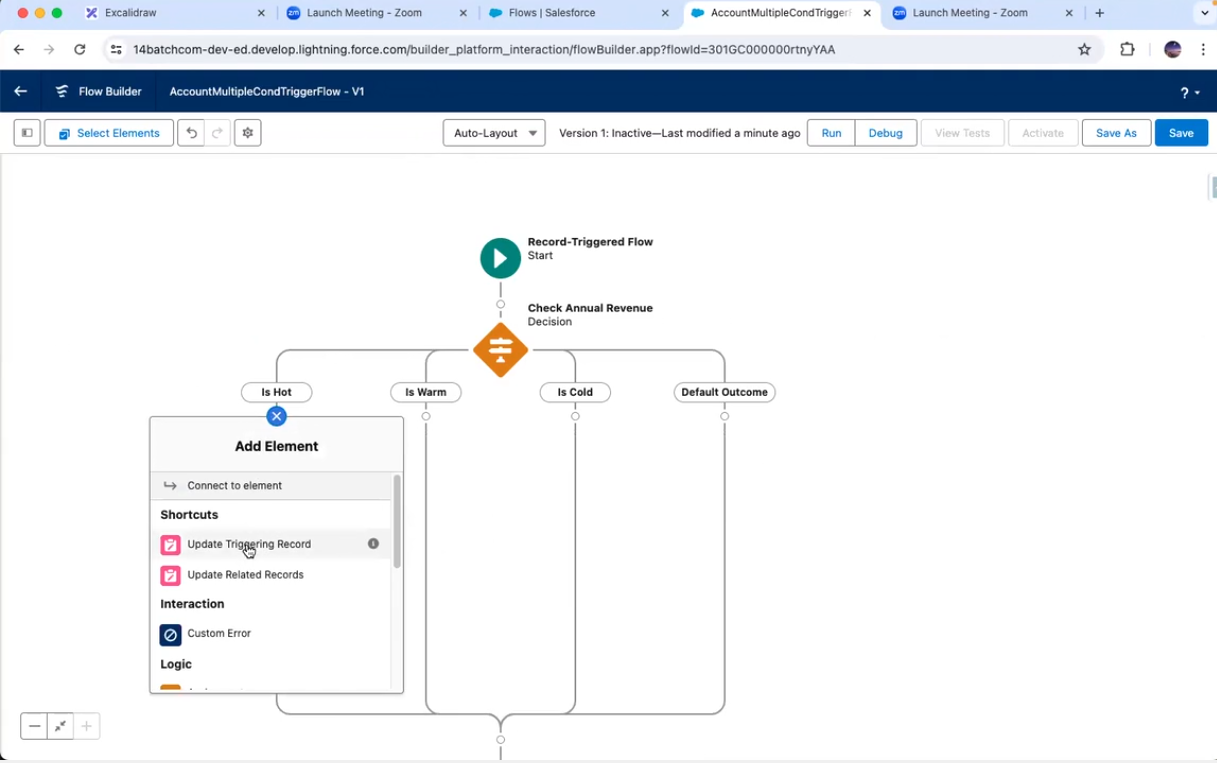 Excalidraw
Launch Meeting - Zoom
Flows | Salesforce
AccountMultipleCondTriggerF
Launch Meeting - Zoom
14batchcom-dev-ed.develop.lightning.force.com/builder_platform_interaction/flowBuilder.app?flowId=301GC000000rtnyYAA
Flow Builder
AccountMultipleCondTriggerFlow - V1
?
Select Elements
Auto-Layout
Version 1: Inactive—Last modified a minute ago
Run
Debug
View Tests
Activate
Save As
Save
Record-Triggered Flow
Start
Check Annual Revenue
Decision
Is Hot
Is Warm
Is Cold
Default Outcome
Add Element
Connect to element
Shortcuts
Update Triggering Record
Update Related Records
Interaction
Custom Error
Logic